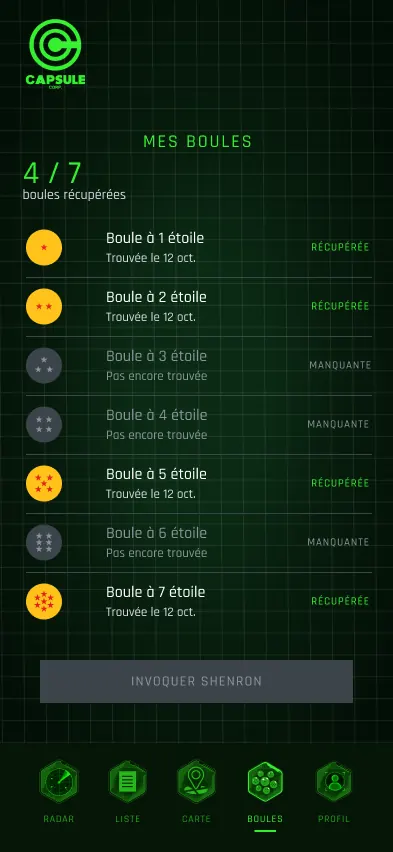 CAPSULE
CORP.
MES BOULES
4 / 7
boules récupérées
Boule à 1 étoile
Trouvée le 12 oct.
RÉCUPÉRÉE
Boule à 2 étoile
Trouvée le 12 oct.
RÉCUPÉRÉE
Boule à 3 étoile
Pas encore trouvée
MANQUANTE
Boule à 4 étoile
Pas encore trouvée
MANQUANTE
Boule à 5 étoile
Trouvée le 12 oct.
RÉCUPÉRÉE
Boule à 6 étoile
Pas encore trouvée
MANQUANTE
Boule à 7 étoile
Trouvée le 12 oct.
RÉCUPÉRÉE
INVOQUER SHENRON
RADAR
LISTE
CARTE
BOULES
PROFIL